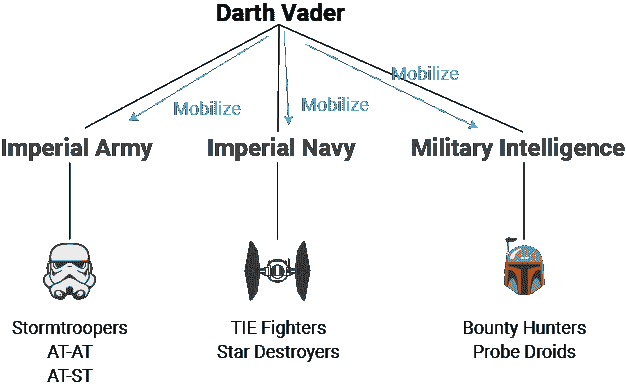 Darth Vader
Mobilize
Mobilize
Mobilize
Imperial Army
Imperial Navy
Military Intelligence
Stormtroopers
AT-AT
AT-ST
TIE Fighters
Star Destroyers
Bounty Hunters
Probe Droids